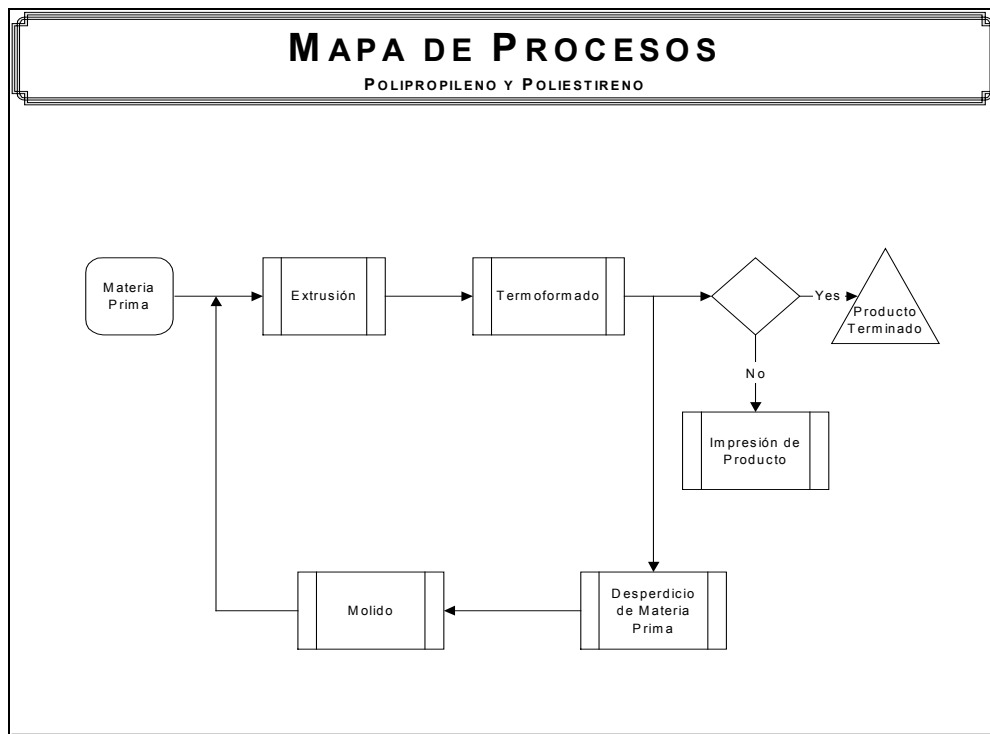 MAPA DE PROCESOS
POLIPROPILENO Y POLIESTIRENO
Materia
Prima
Extrusión
Termoformado
Yes
Producto
Terminado
No
Impresión de
Producto
Molido
Desperdicio
de Materia
Prima